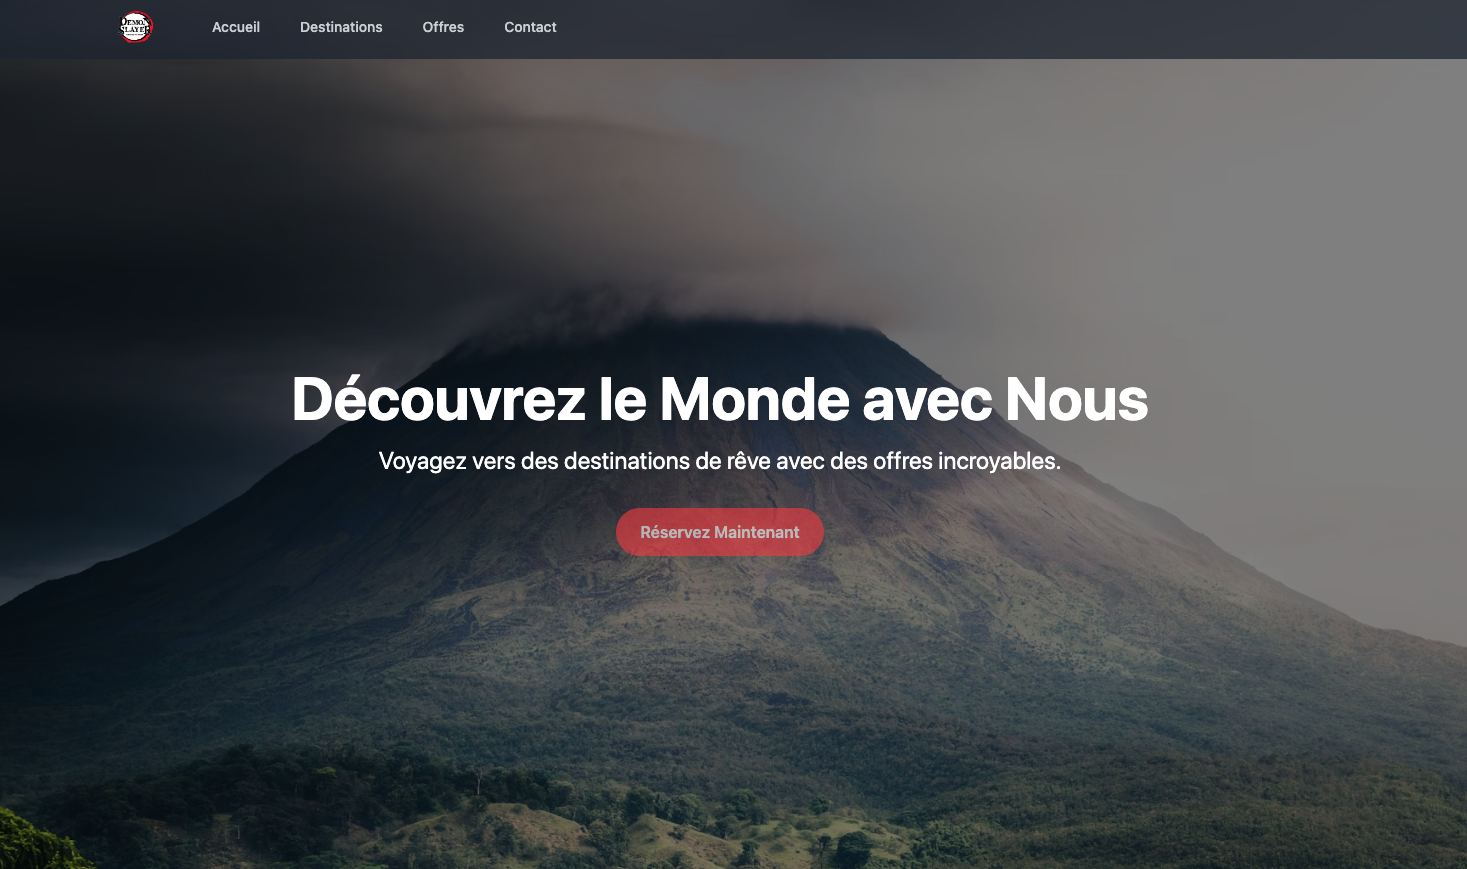 DEMON
SLAYER
Accueil
Destinations
Offres
Contact
Découvrez le Monde avec Nous
Voyagez vers des destinations de rêve avec des offres incroyables.
Réservez Maintenant